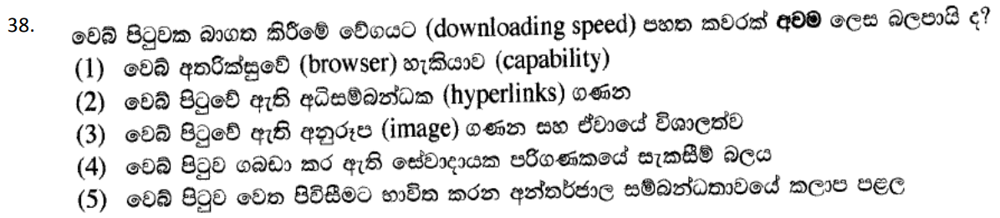 38. වෙබ් පිටුවක බාගත කිරීමේ වේගයට (downloading speed) පහත කවරක් අවම ලෙස බලපායි ද?
(1) වෙබ් අතරික්සුවේ (browser) හැකියාව (capability)
(2) වෙබ් පිටුවේ ඇති අධිසම්බන්ධක (hyperlinks) ගණන
(3) වෙබ් පිටුවේ ඇති අනුරූප (image) ගණන සහ ඒවායේ විශාලත්ව
(4) වෙබ් පිටුව ගබඩා කර ඇති සේවාදායක පරිගණකයේ සැකසීම් බලය
(5) වෙබ් පිටුව වෙත පිවිසීමට භාවිත කරන අන්තර්ජාල සම්බන්ධතාවයේ කලාප පළල